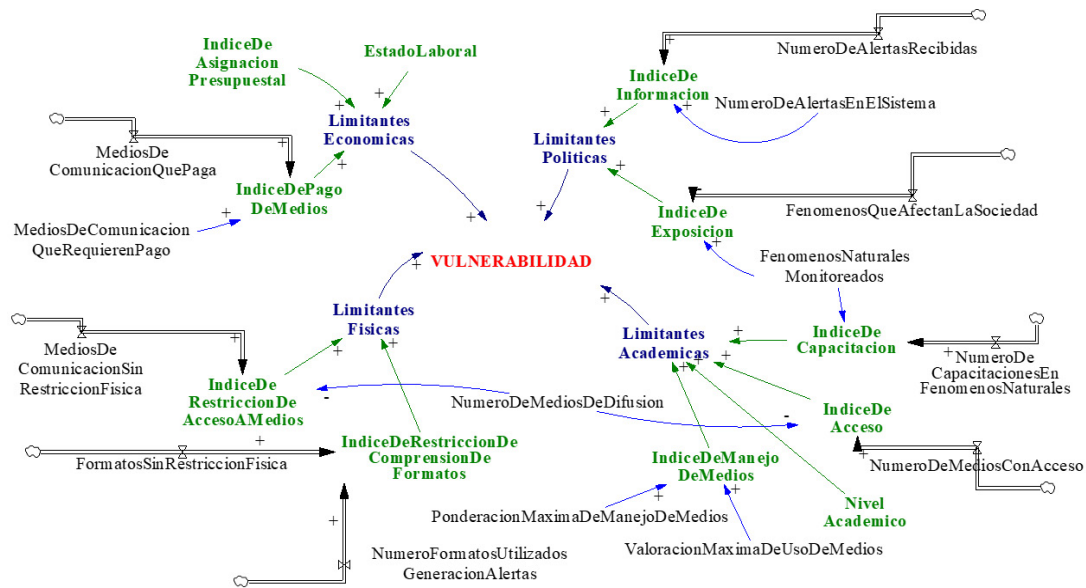 IndiceDe
Asignacion
Presupuestal
EstadoLaboral
NumeroDeAlertasRecibidas
IndiceDe
Informacion
NumeroDeAlertasEnElSistema
Limitantes
Economicas
Limitantes
Politicas
MediosDe
ComunicacionQuePaga
IndiceDePago
DeMedios
IndiceDe
Exposicion
FenomenosQueAfectanLaSociedad
MediosDeComunicacion
QueRequierenPago
VULNERABILIDAD
FenomenosNaturales
Monitoreados
Limitantes
Fisicas
Limitantes
Academicas
IndiceDe
Capacitacion
MediosDe
ComunicacionSin
RestriccionFisica
NumeroDe
CapacitacionesEn
FenomenosNaturales
IndiceDe
RestriccionDe
AccesoAMedios
NumeroDeMediosDeDifusion
IndiceDe
Acceso
FormatosSinRestriccionFisica
IndiceDeRestriccionDe
ComprensionDe
Formatos
IndiceDeManejo
DeMedios
NumeroDeMediosConAcceso
PonderacionMaximaDeManejoDeMedios
Nivel
Academico
NumeroFormatosUtilizados
GeneracionAlertas
ValoracionMaximaDeUsoDeMedios